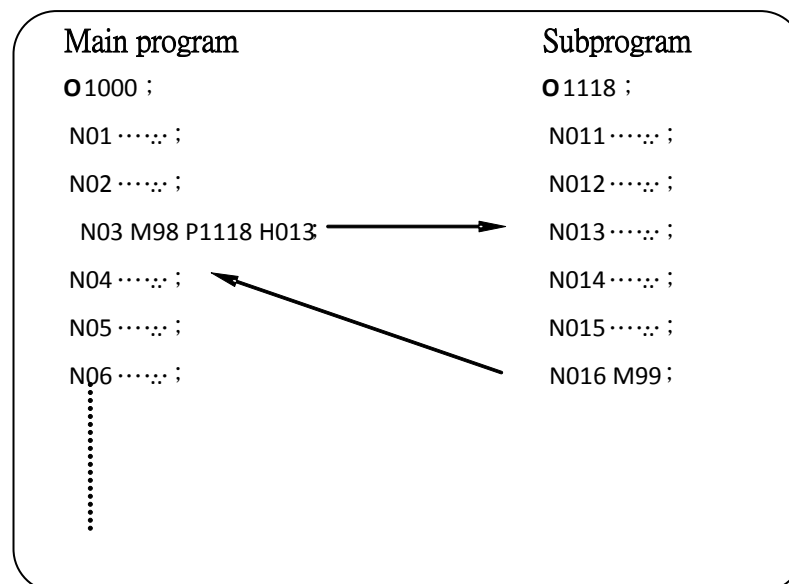 Main program
O1000；
N01‧‧‧‧.:.：；
N02‧‧‧‧.:.：；
N03 M98 P1118 H013；
N04‧‧‧‧.:.：；
N05‧‧‧‧.:.：；
N06‧‧‧‧.:.：；
Subprogram
O1118；
N011‧‧‧‧.:.：；
N012‧‧‧‧.:.：；
N013‧‧‧‧.:.：；
N014‧‧‧‧.:.：；
N015‧‧‧‧.:.：；
N016 M99；